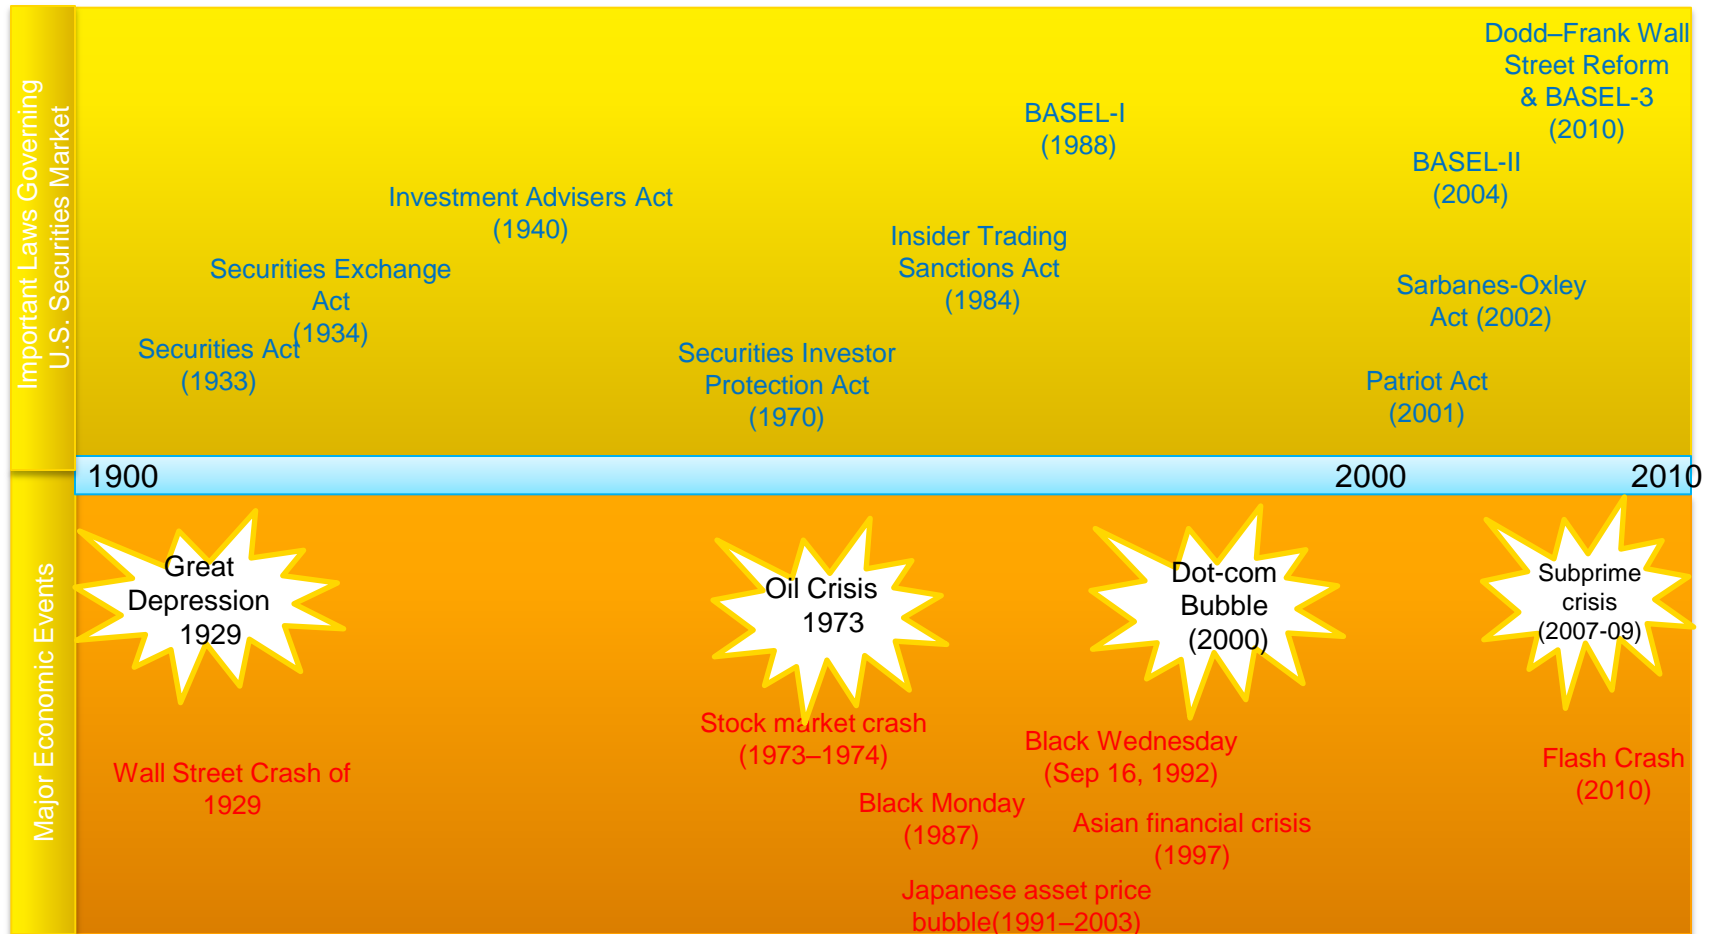 Important Laws Governing
U.S. Securities Market
Dodd–Frank Wall
Street Reform
& BASEL-3
(2010)
BASEL-I
(1988)
BASEL-II
(2004)
Investment Advisers Act
(1940)
Insider Trading
Sanctions Act
(1984)
Securities Exchange
Act
(1934)
Sarbanes-Oxley
Act (2002)
Securities Act
(1933)
Securities Investor
Protection Act
(1970)
Patriot Act
(2001)
1900
2000
2010
Major Economic Events
Great
Depression
1929
Oil Crisis
1973
Dot-com
Bubble
(2000)
Subprime
crisis
(2007-09)
Wall Street Crash of
1929
Stock market crash
(1973–1974)
Black Wednesday
(Sep 16, 1992)
Flash Crash
(2010)
Black Monday
(1987)
Asian financial crisis
(1997)
Japanese asset price
bubble(1991–2003)